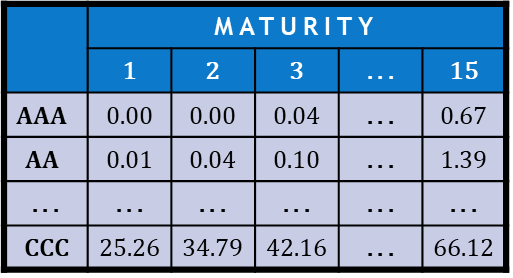 MATURITY
1 2 3 ... 15
AAA 0.00 0.00 0.04 ... 0.67
AA 0.01 0.04 0.10 ... 1.39
... ... ... ... ... ...
CCC 25.26 34.79 42.16 ... 66.12